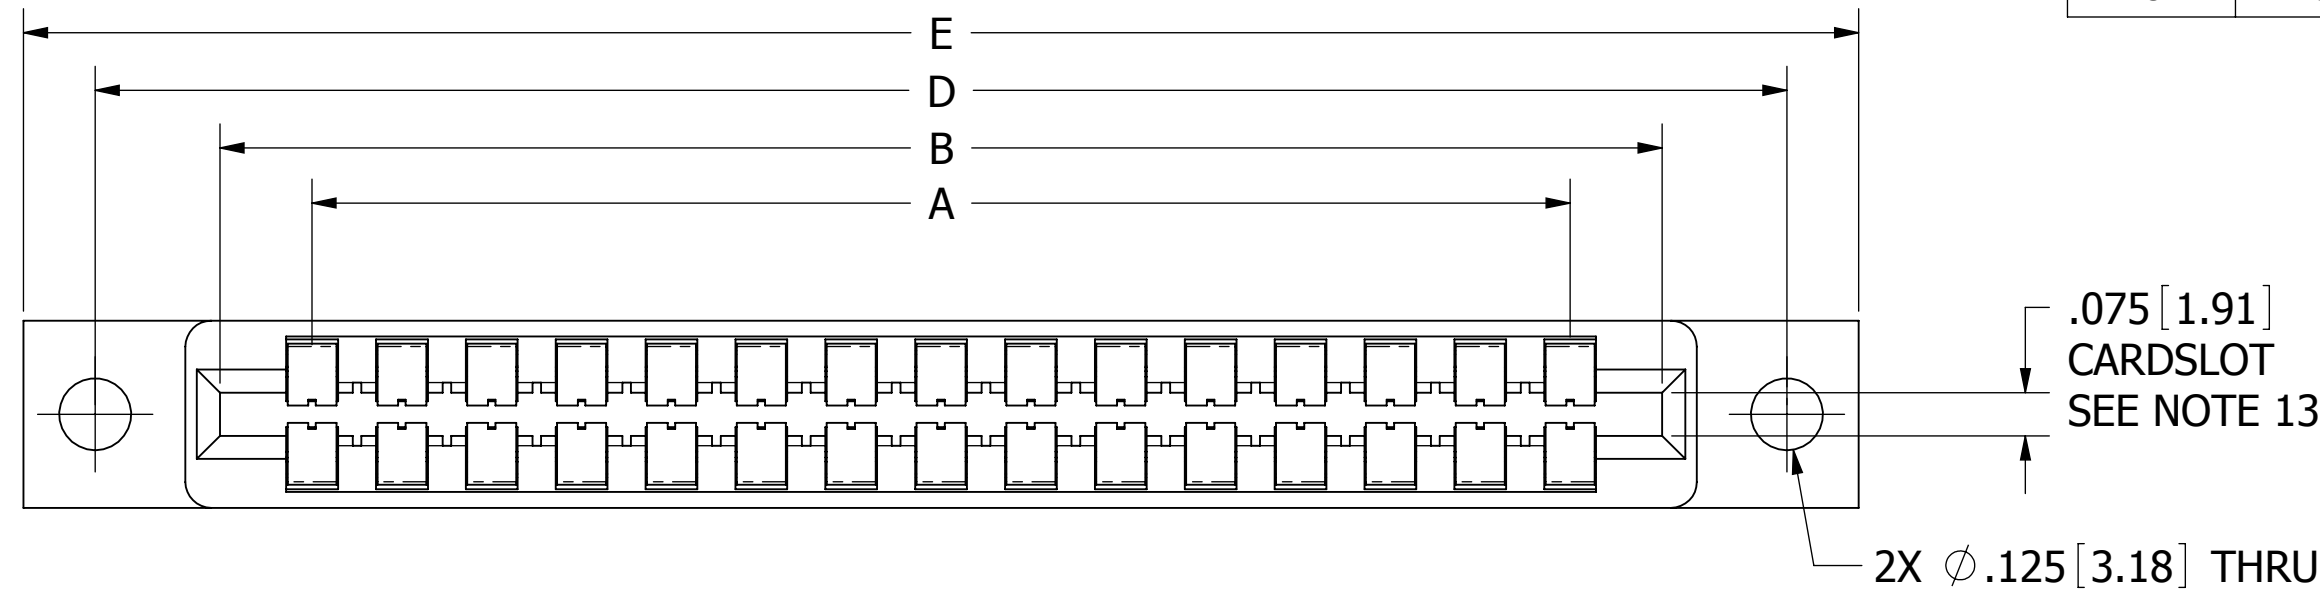 E
D
B
A
.075[1.91]
CARDSLOT
SEE NOTE 13
2X ∅.125[3.18] THRU